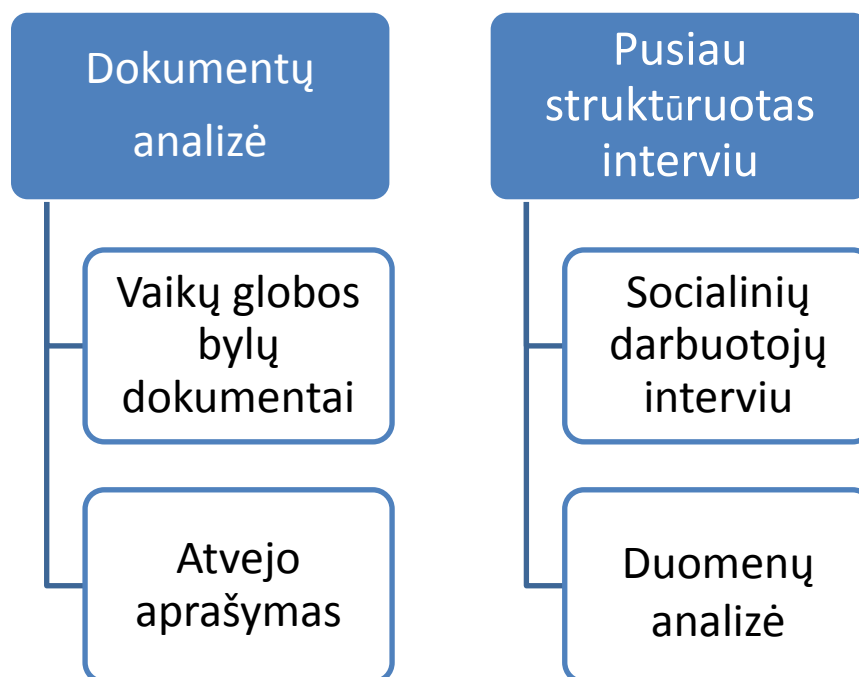 Dokumentų
analizė
Vaikų globos
bylų
dokumentai
Atvejo
aprašymas
Pusiau
struktūruotas
interviu
Socialinių
darbuotojų
interviu
Duomenų
analizė